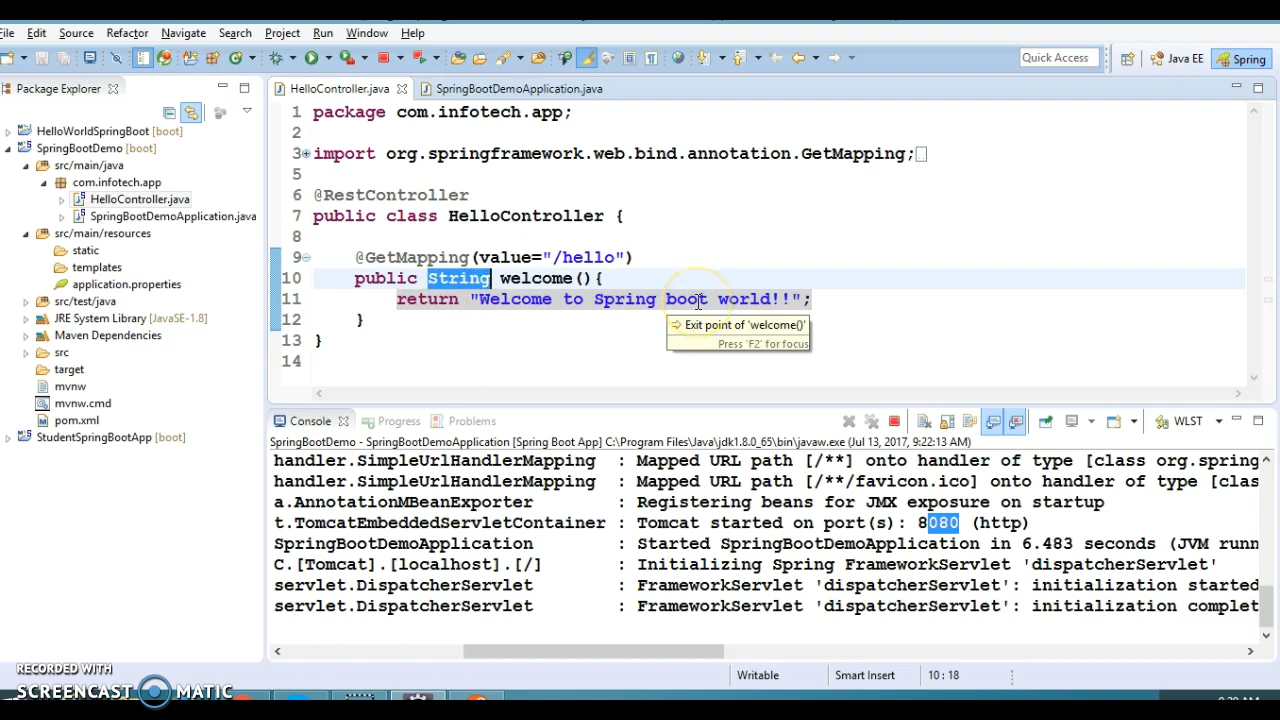 File Edit Source Refactor Navigate Search Project Run Window Help
Quick Access Java EE Spring
Package Explorer
HelloController.java SpringBootDemoApplication.java
HelloWorldSpringBoot [boot]
SpringBootDemo [boot]
src/main/java
com.infotech.app
HelloController.java
SpringBootDemoApplication.java
src/main/resources
static
templates
application.properties
src/test/java
JRE System Library [JavaSE-1.8]
Maven Dependencies
src
target
mvnw
mvnw.cmd
pom.xml
StudentSpringBootApp [boot]
1 package com.infotech.app;
2
3 import org.springframework.web.bind.annotation.GetMapping;
5
6 @RestController
7 public class HelloController {
8
9 @GetMapping(value="/hello")
10 public String welcome(){
11 return "Welcome to Spring boot world!!";
12 }
13 }
14
Exit point of 'welcome()'
Press 'F2' for focus
Console Progress Problems
WLST
SpringBootDemo - SpringBootDemoApplication [Spring Boot App] C:\Program Files\Java\jdk1.8.0_65\bin\javaw.exe (Jul 13, 2017, 9:22:13 AM)
handler.SimpleUrlHandlerMapping : Mapped URL path [/**] onto handler of type [class org.spring
handler.SimpleUrlHandlerMapping : Mapped URL path [/**/favicon.ico] onto handler of type [clas
a.AnnotationMBeanExporter : Registering beans for JMX exposure on startup
t.TomcatEmbeddedServletContainer : Tomcat started on port(s): 8080 (http)
SpringBootDemoApplication : Started SpringBootDemoApplication in 6.483 seconds (JVM runn
C.[Tomcat].[localhost].[/] : Initializing Spring FrameworkServlet 'dispatcherServlet'
servlet.DispatcherServlet : FrameworkServlet 'dispatcherServlet': initialization started
servlet.DispatcherServlet : FrameworkServlet 'dispatcherServlet': initialization complet
Writable Smart Insert 10 : 18
RECORDED WITH
SCREENCAST MATIC